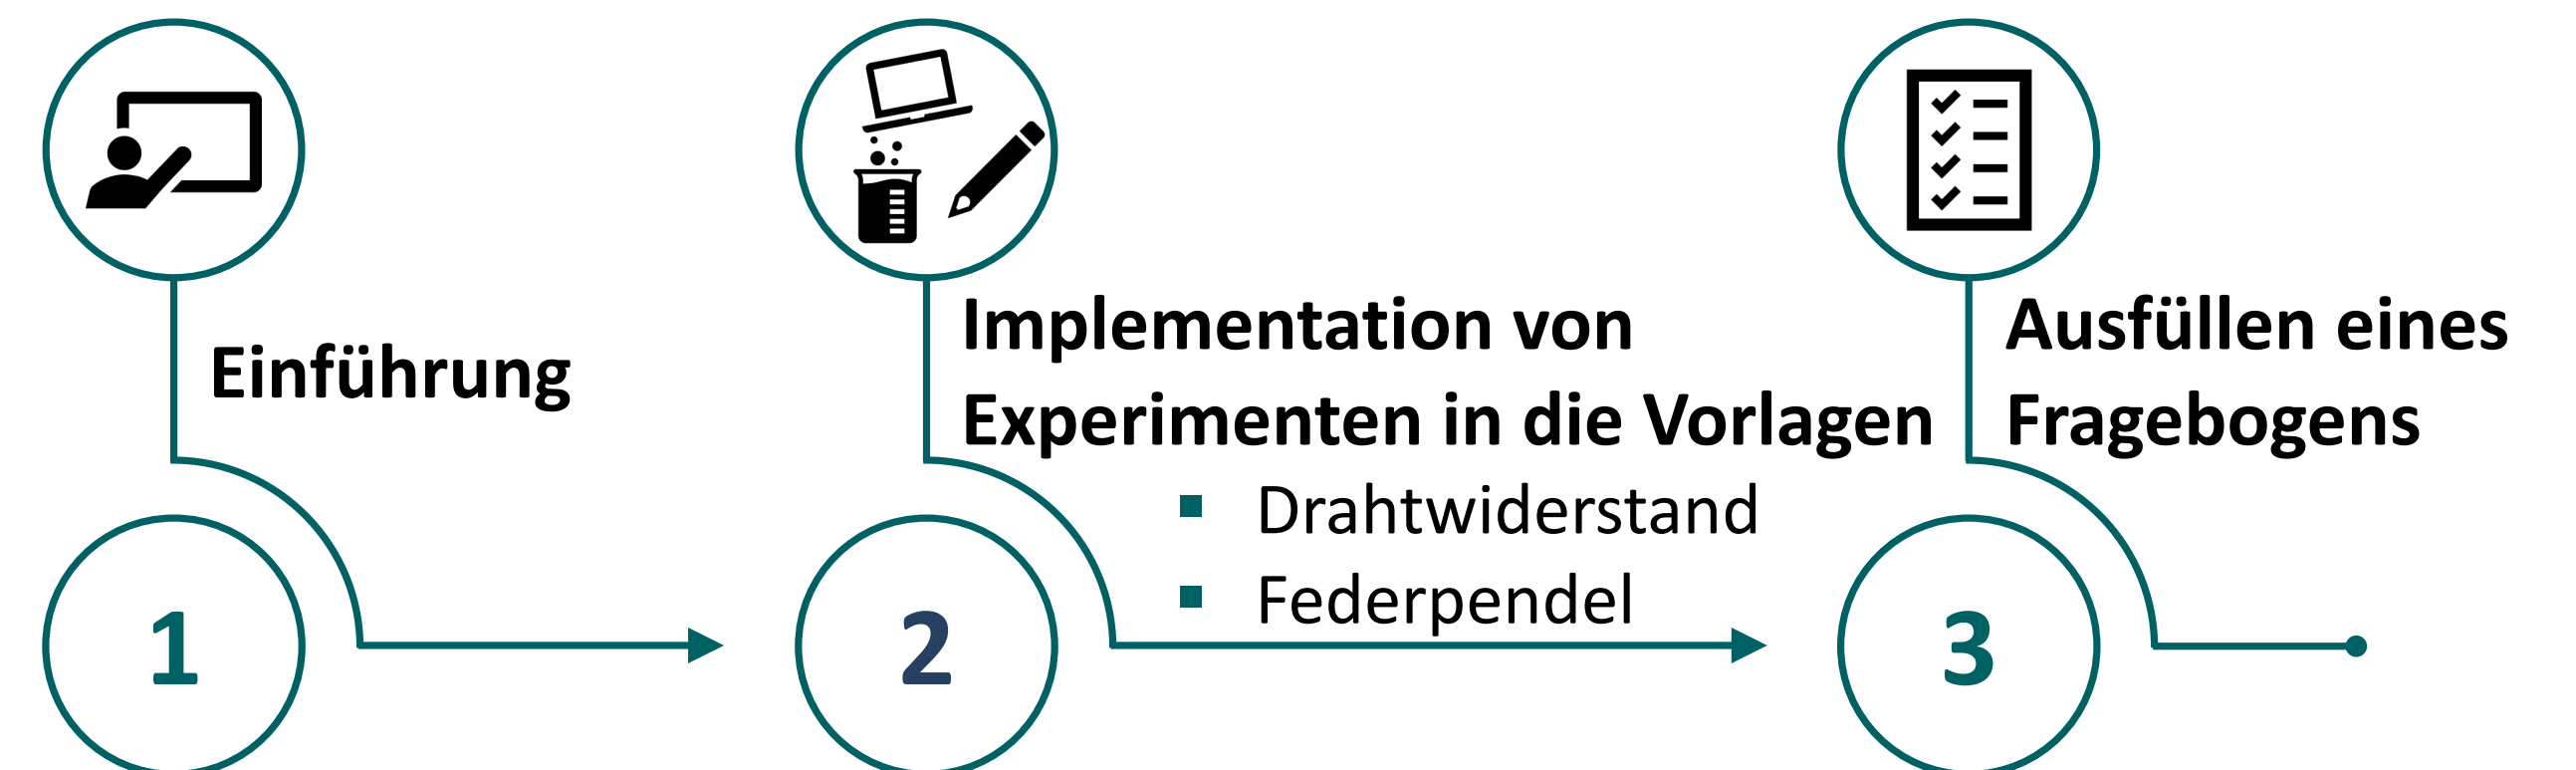 Einführung
1
Implementation von
Experimenten in die Vorlagen
▪ Drahtwiderstand
▪ Federpendel
2
Ausfüllen eines
Fragebogens
3